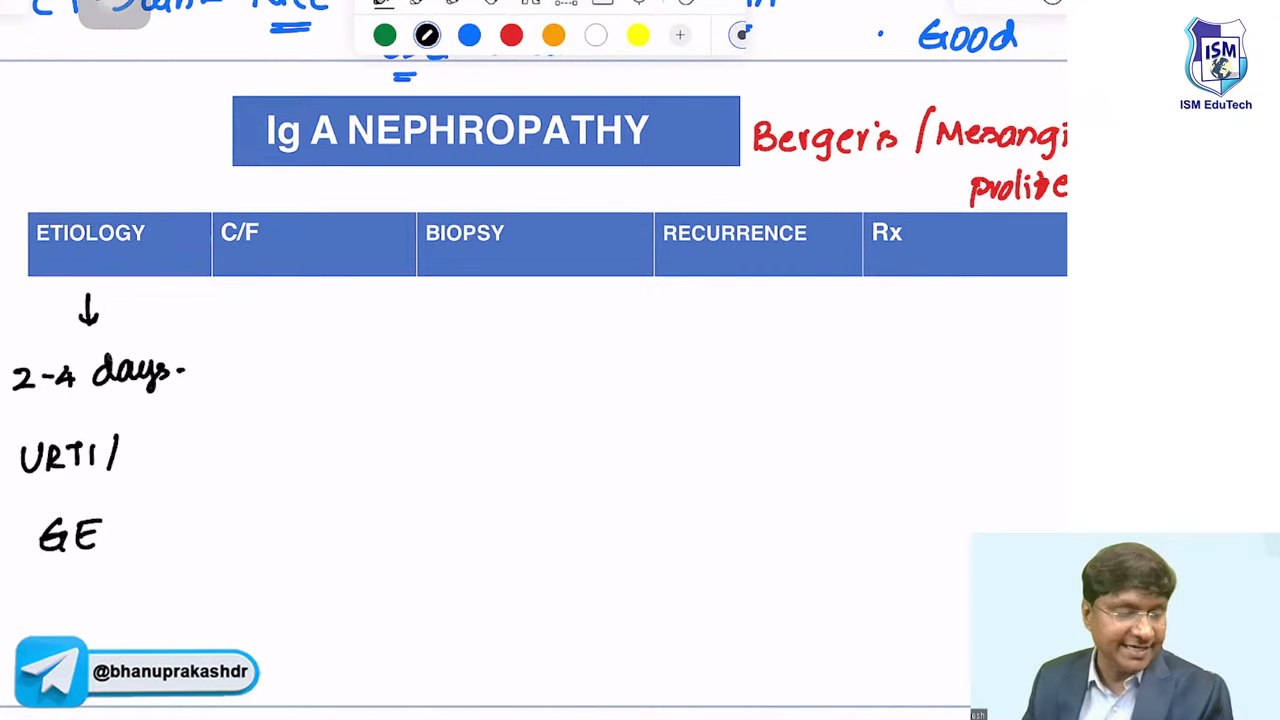 GOOD
ISM
ISM EduTech
Ig A NEPHROPATHY
Berger's / Mesangi
prolife
ETIOLOGY C/F BIOPSY RECURRENCE Rx
2-4 days.
URTI/
GE
@bhanuprakashdr
esh